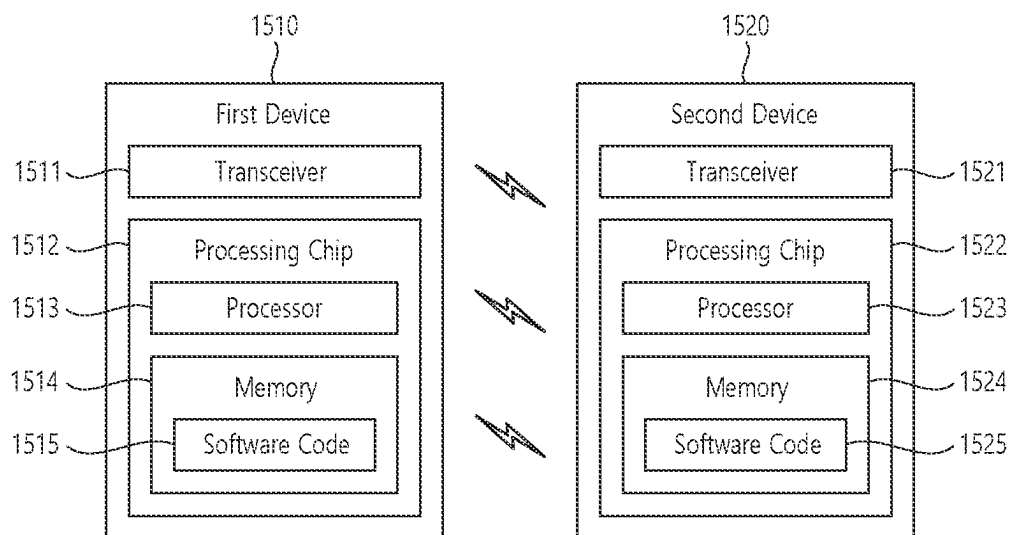 1510
1520
First Device
Second Device
1511
Transceiver
Transceiver
1521
1512
Processing Chip
Processing Chip
1522
1513
Processor
Processor
1523
1514
Memory
Memory
1524
1515
Software Code
Software Code
1525